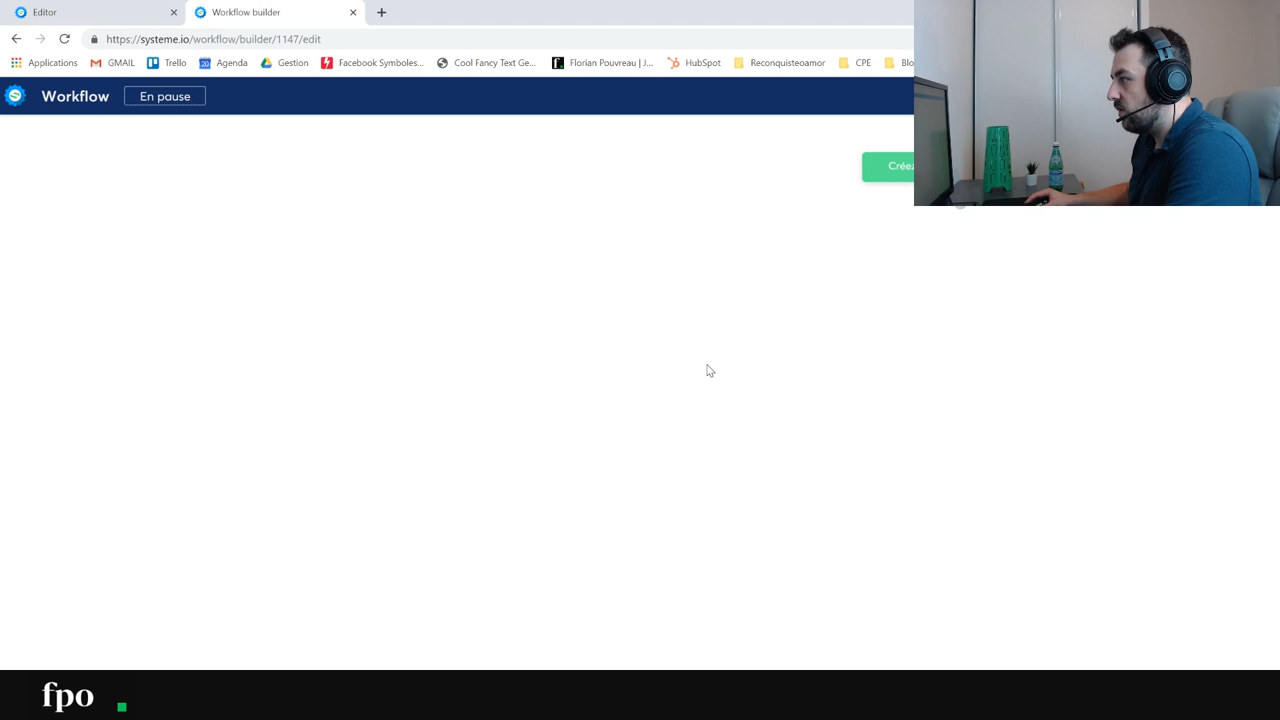 Editor
Workflow builder
https://systeme.io/workflow/builder/1147/edit
Applications GMAIL Trello Agenda Gestion Facebook Symboles... Cool Fancy Text Ge... Florian Pouvreau | J... HubSpot Reconquisteoamor CPE Blo
Workflow En pause
Créez
fpo